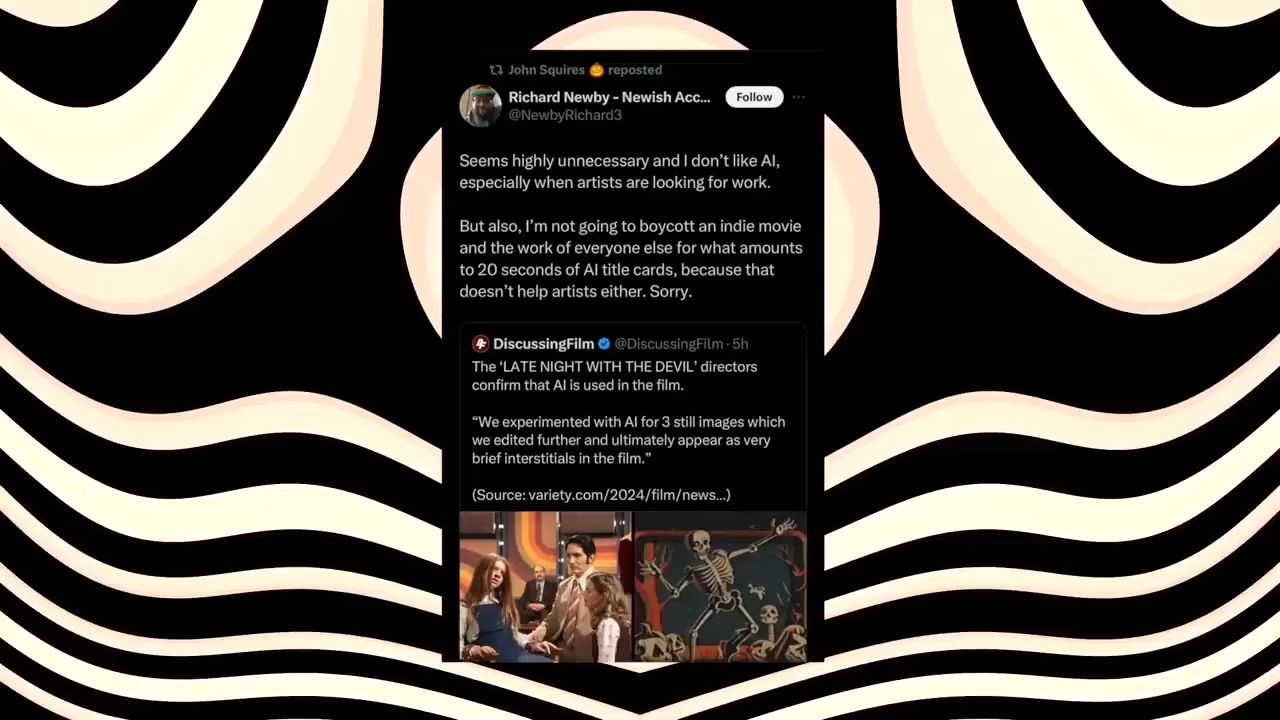 John Squires 🎃 reposted
Richard Newby - Newish Acc...
Follow
@NewbyRichard3
Seems highly unnecessary and I don’t like AI,
especially when artists are looking for work.
But also, I’m not going to boycott an indie movie
and the work of everyone else for what amounts
to 20 seconds of AI title cards, because that
doesn’t help artists either. Sorry.
DiscussingFilm @DiscussingFilm · 5h
The ‘LATE NIGHT WITH THE DEVIL’ directors
confirm that AI is used in the film.
“We experimented with AI for 3 still images which
we edited further and ultimately appear as very
brief interstitials in the film.”
(Source: variety.com/2024/film/news...)